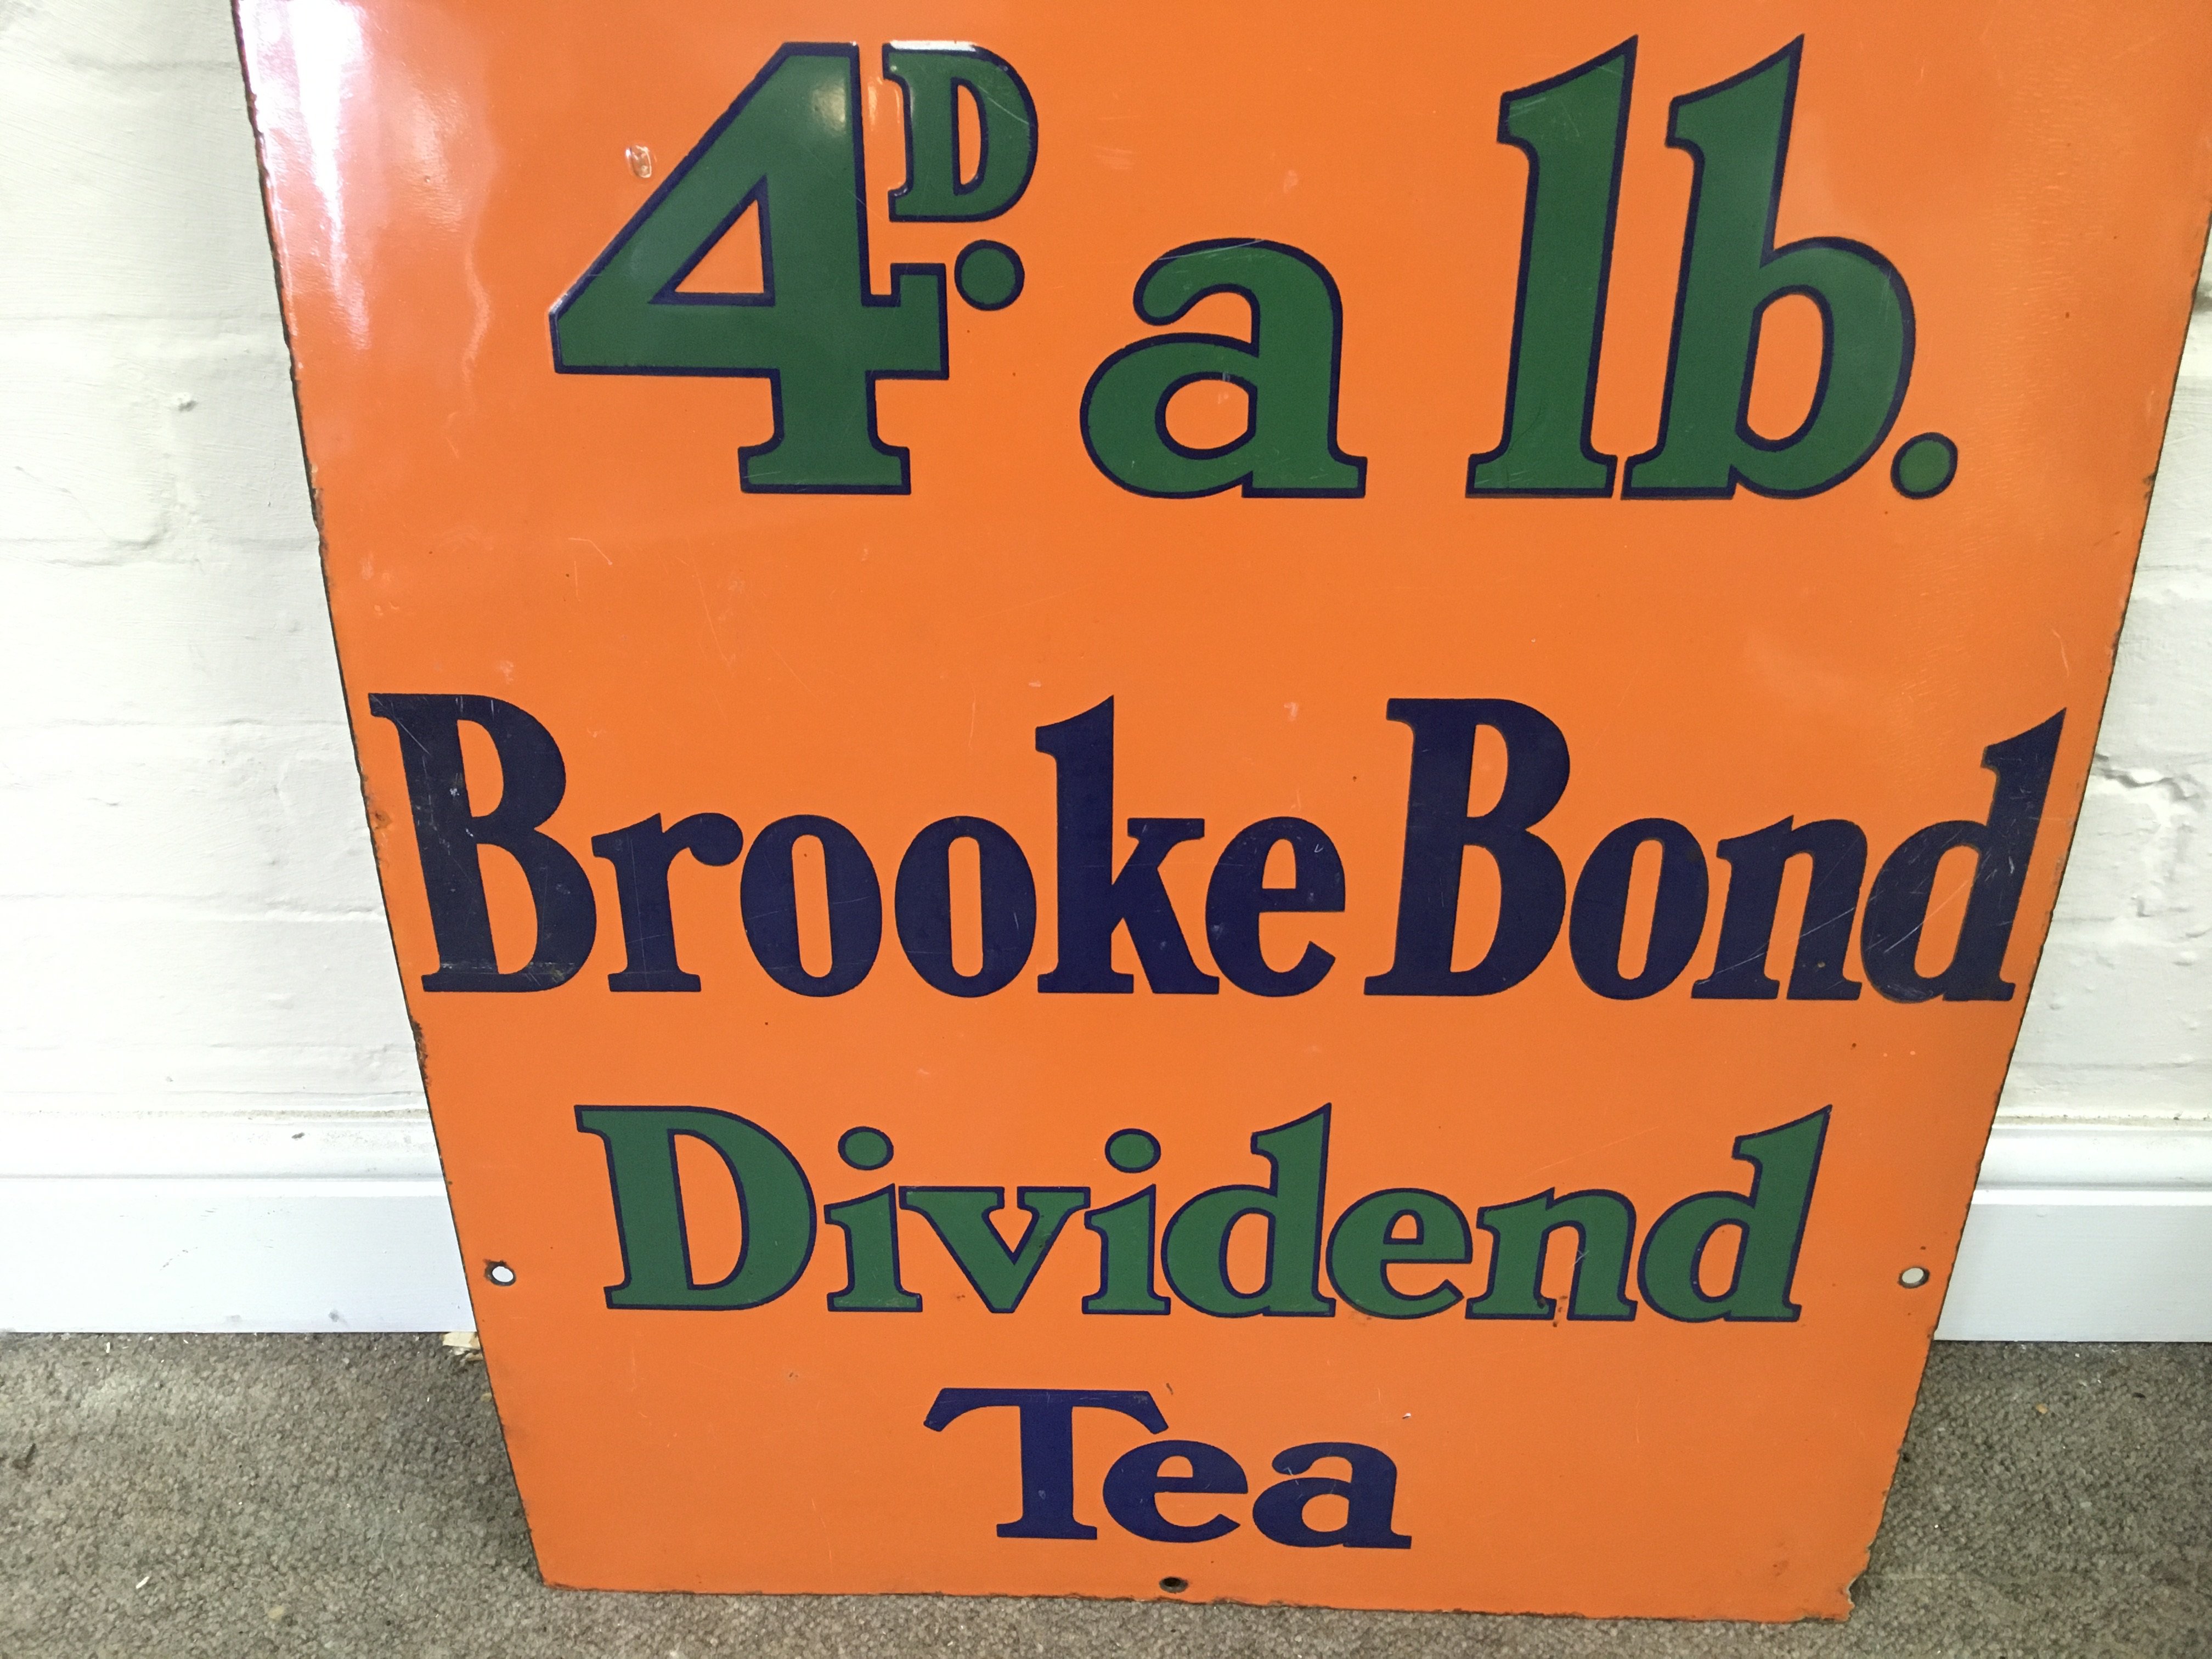 4D. a lb.
Brooke Bond
Dividend
Tea